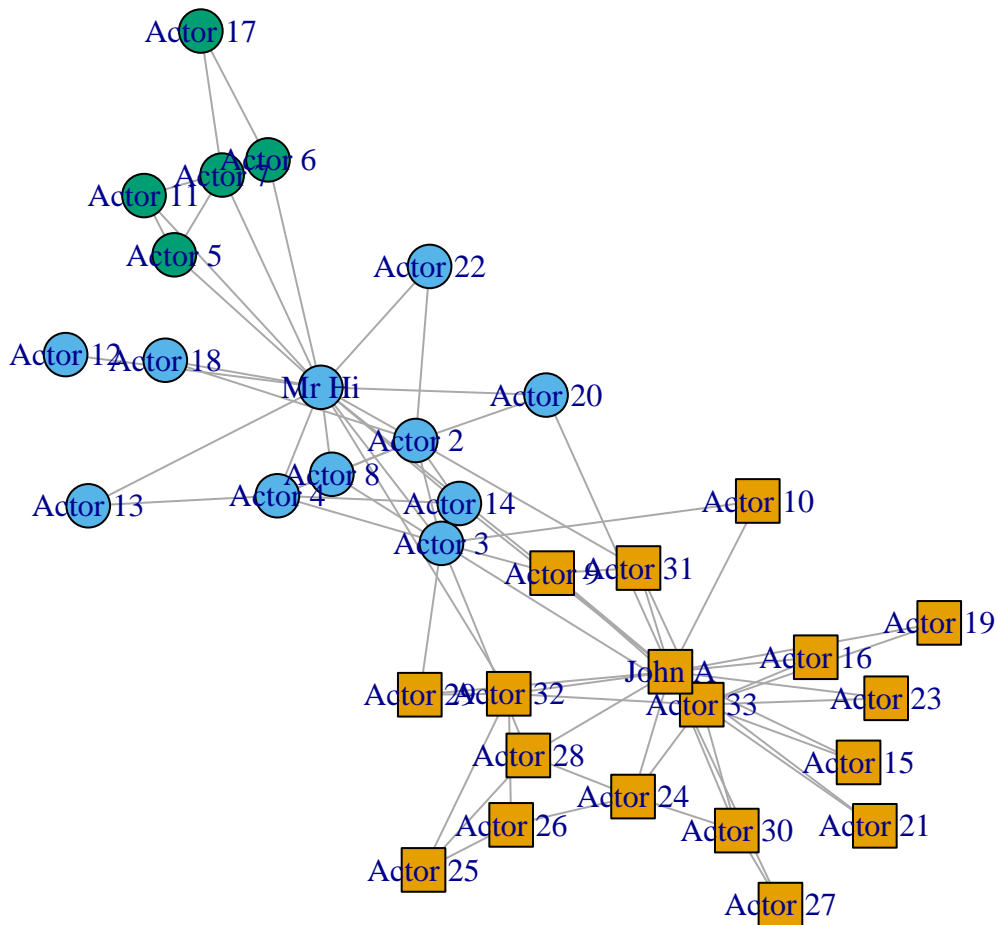 Actor 17
Actor 6
Actor 7
Actor 11
Actor 5
Actor 22
Actor 12
Actor 18
Mr Hi
Actor 20
Actor 2
Actor 8
Actor 4
Actor 14
Actor 13
Actor 10
Actor 3
Actor 9
Actor 31
Actor 19
Actor 16
John A
Actor 29
Actor 32
Actor 33
Actor 23
Actor 28
Actor 15
Actor 24
Actor 26
Actor 30
Actor 21
Actor 25
Actor 27